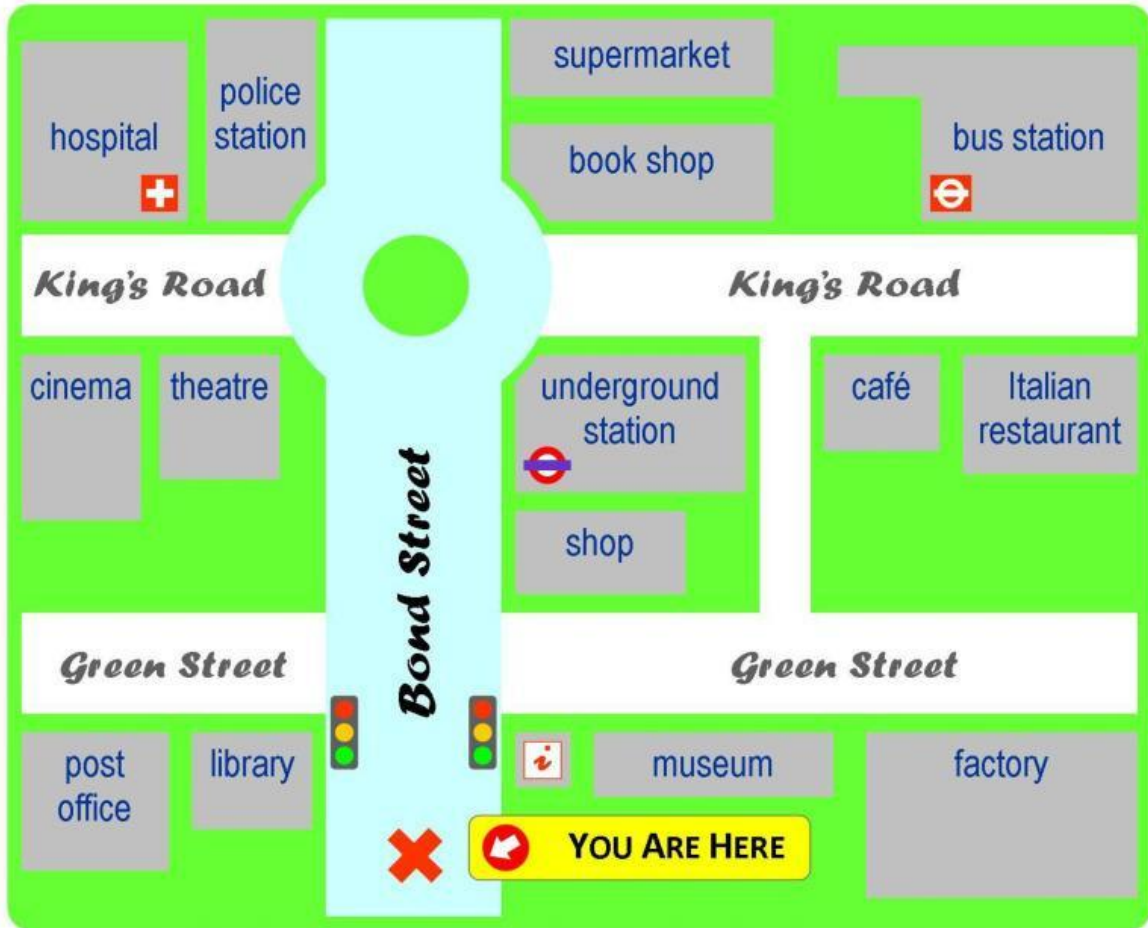 hospital
police
station
supermarket
book shop
bus station
King's Road
King's Road
cinema
theatre
underground
station
café
Italian
restaurant
shop
Bond Street
Green Street
Green Street
post
office
library
i
museum
factory
YOU ARE HERE